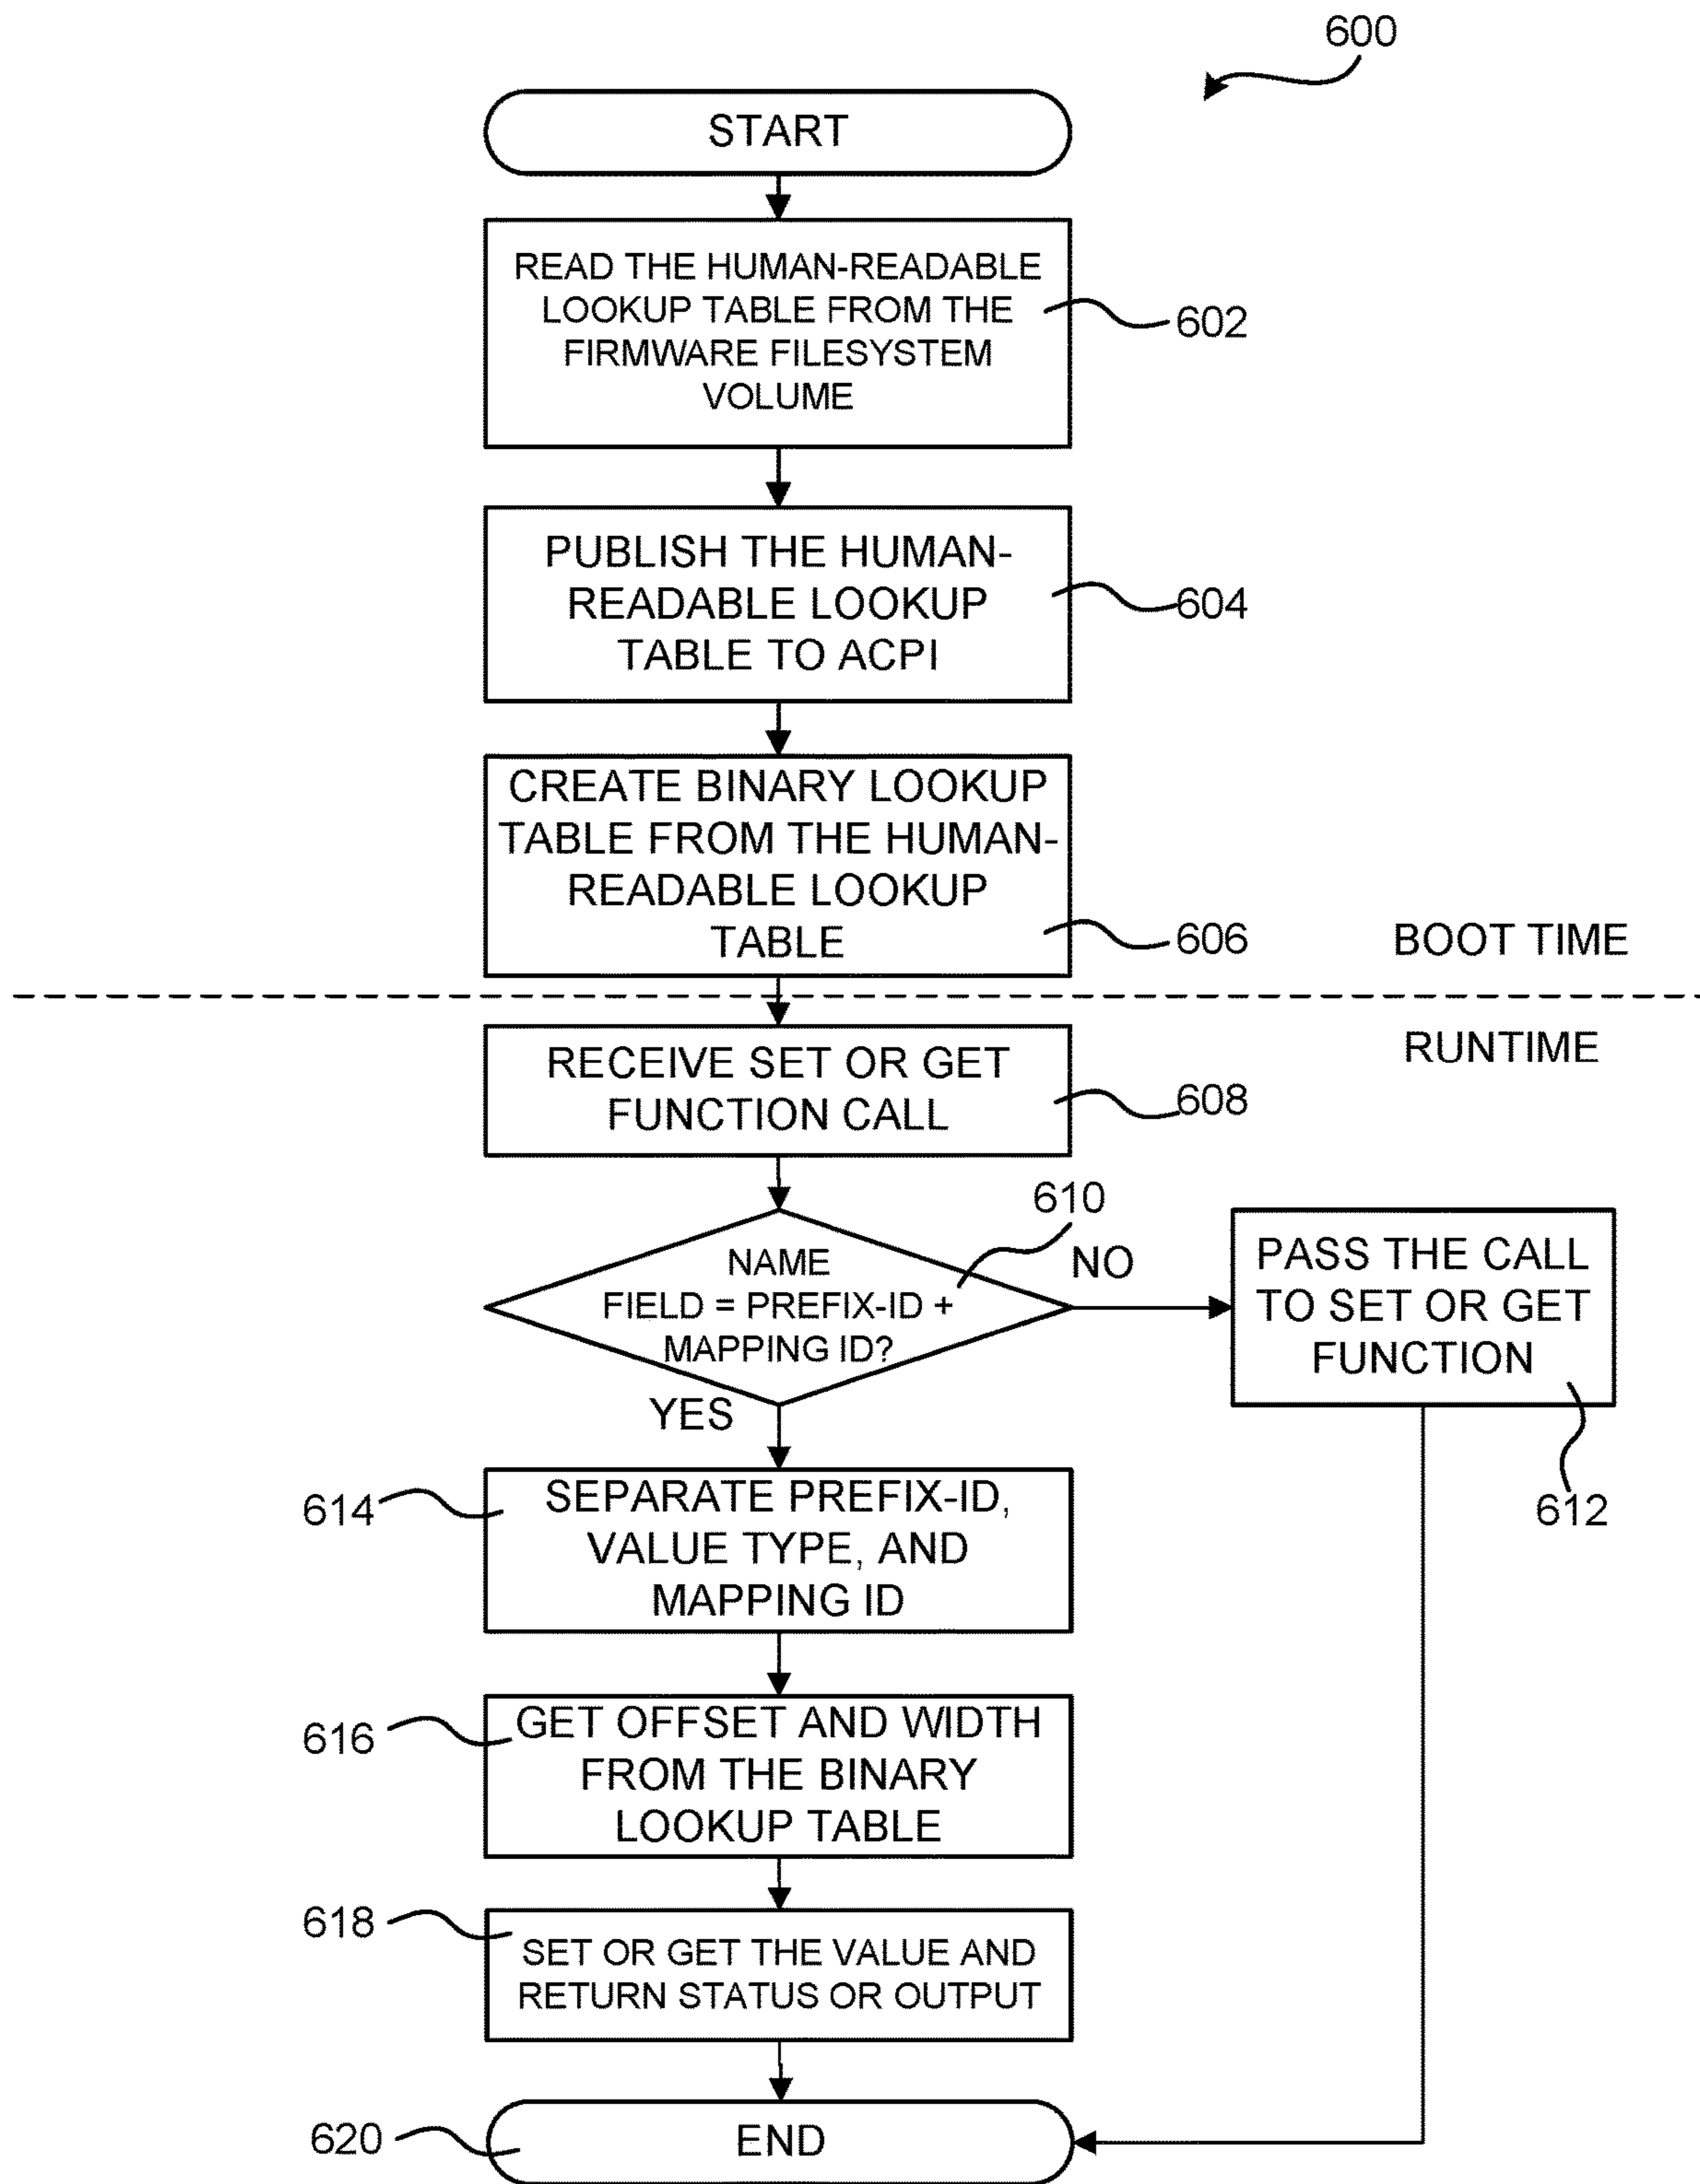 600
START
READ THE HUMAN-READABLE
LOOKUP TABLE FROM THE
FIRMWARE FILESYSTEM
VOLUME
602
PUBLISH THE HUMAN-
READABLE LOOKUP
TABLE TO ACPI
604
CREATE BINARY LOOKUP
TABLE FROM THE HUMAN-
READABLE LOOKUP
TABLE
606
BOOT TIME
RUNTIME
RECEIVE SET OR GET
FUNCTION CALL
608
610
NAME
FIELD = PREFIX-ID +
MAPPING ID?
NO
PASS THE CALL
TO SET OR GET
FUNCTION
612
YES
614
SEPARATE PREFIX-ID,
VALUE TYPE, AND
MAPPING ID
616
GET OFFSET AND WIDTH
FROM THE BINARY
LOOKUP TABLE
618
SET OR GET THE VALUE AND
RETURN STATUS OR OUTPUT
620
END